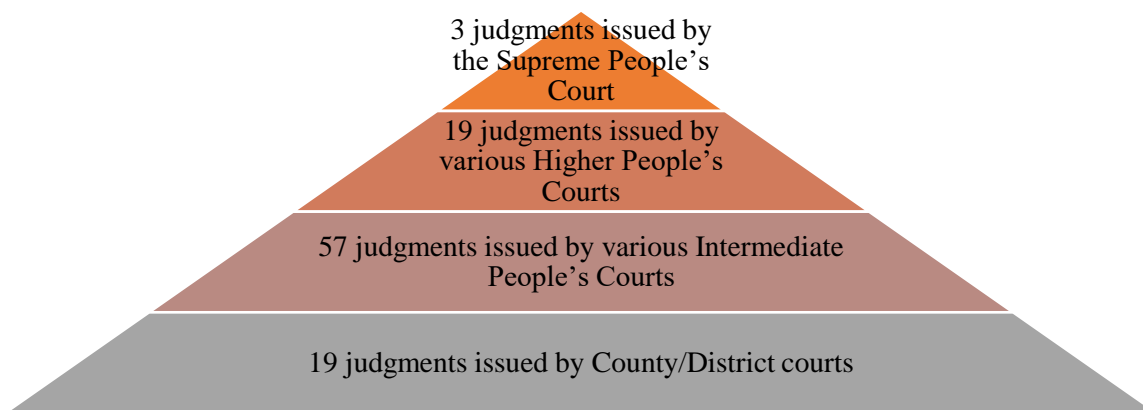 3 judgments issued by
the Supreme People’s
Court
19 judgments issued by
various Higher People’s
Courts
57 judgments issued by various Intermediate
People’s Courts
19 judgments issued by County/District courts